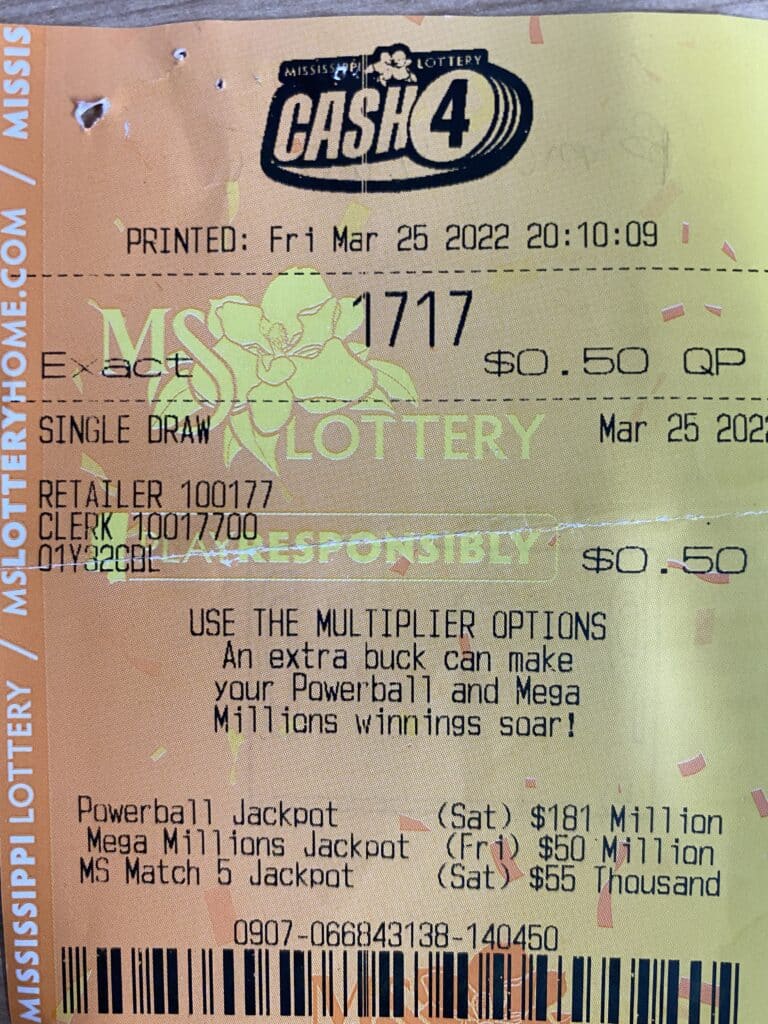 MISSISSIPPI LOTTERY
CASH 4
PRINTED: Fri Mar 25 2022 20:10:09
1717
Exact $0.50 QP
MS LOTTERY
SINGLE DRAW Mar 25 2022
RETAILER 100177
CLERK 10017700
01Y32CBL $0.50
PLAY RESPONSIBLY
USE THE MULTIPLIER OPTIONS
An extra buck can make
your Powerball and Mega
Millions winnings soar!
Powerball Jackpot (Sat) $181 Million
Mega Millions Jackpot (Fri) $50 Million
MS Match 5 Jackpot (Sat) $55 Thousand
0907-066843138-140450
MISSISSIPPI LOTTERY / MSLOTTERYHOME.COM / MISSIS